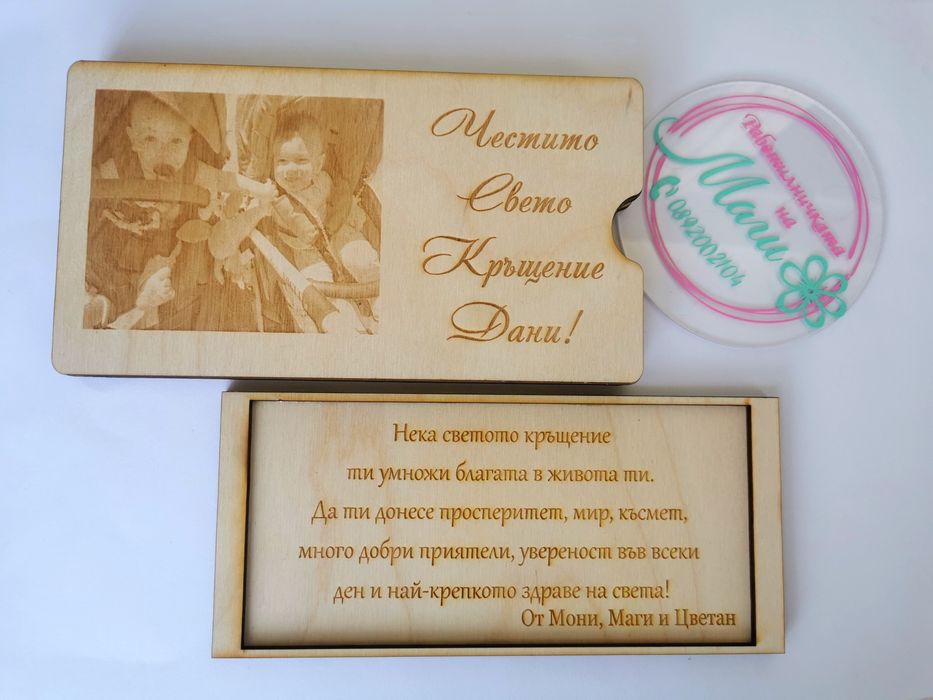 Честито
Свето
Кръщение
Дани!
Работилничката
на
Маги
0892002104
Нека светото кръщение
ти умножи благата в живота ти.
Да ти донесе просперитет, мир, късмет,
много добри приятели, увереност във всеки
ден и най-крепкото здраве на света!
От Мони, Маги и Цветан